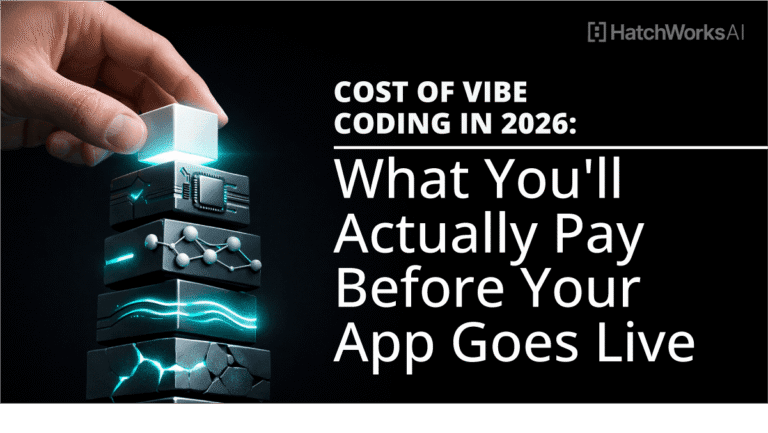 [:] HatchWorksAI
COST OF VIBE
CODING IN 2026:
What You'll
Actually Pay
Before Your
App Goes Live